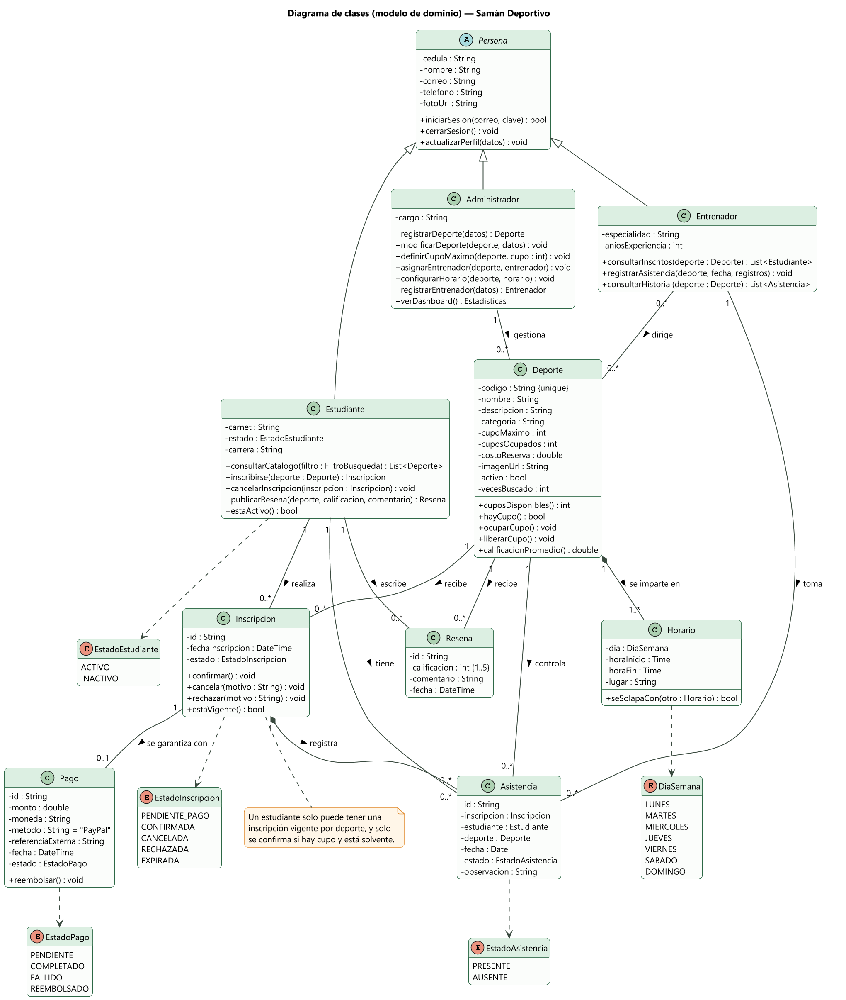 Diagrama de clases (modelo de dominio) — Samán Deportivo
A Persona
-cedula : String
-nombre : String
-correo : String
-telefono : String
-fotoUrl : String
+iniciarSesion(correo, clave) : bool
+cerrarSesion() : void
+actualizarPerfil(datos) : void
C Administrador
-cargo : String
+registrarDeporte(datos) : Deporte
+modificarDeporte(deporte, datos) : void
+definirCupoMaximo(deporte, cupo : int) : void
+asignarEntrenador(deporte, entrenador) : void
+configurarHorario(deporte, horario) : void
+registrarEntrenador(datos) : Entrenador
+verDashboard() : Estadisticas
C Entrenador
-especialidad : String
-aniosExperiencia : int
+consultarInscritos(deporte : Deporte) : List<Estudiante>
+registrarAsistencia(deporte, fecha, registros) : void
+consultarHistorial(deporte : Deporte) : List<Asistencia>
1
gestiona
0..*
0..1
dirige
0..*
1
C Deporte
-codigo : String {unique}
-nombre : String
-descripcion : String
-categoria : String
-cupoMaximo : int
-cuposOcupados : int
-costoReserva : double
-imagenUrl : String
-activo : bool
-vecesBuscado : int
+cuposDisponibles() : int
+hayCupo() : bool
+ocuparCupo() : void
+liberarCupo() : void
+calificacionPromedio() : double
C Estudiante
-carnet : String
-estado : EstadoEstudiante
-carrera : String
+consultarCatalogo(filtro : FiltroBusqueda) : List<Deporte>
+inscribirse(deporte : Deporte) : Inscripcion
+cancelarInscripcion(inscripcion : Inscripcion) : void
+publicarResena(deporte, calificacion, comentario) : Resena
+estaActivo() : bool
1
1
1
1
1
1
1
realiza
escribe
recibe
recibe
se imparte en
toma
0..*
0..*
0..*
0..*
1..*
E EstadoEstudiante
ACTIVO
INACTIVO
C Inscripcion
-id : String
-fechaInscripcion : DateTime
-estado : EstadoInscripcion
+confirmar() : void
+cancelar(motivo : String) : void
+rechazar(motivo : String) : void
+estaVigente() : bool
tiene
C Resena
-id : String
-calificacion : int {1..5}
-comentario : String
-fecha : DateTime
controla
C Horario
-dia : DiaSemana
-horaInicio : Time
-horaFin : Time
-lugar : String
+seSolapaCon(otro : Horario) : bool
1
1
se garantiza con
registra
0..1
0..*
0..*
0..*
0..*
C Pago
-id : String
-monto : double
-moneda : String
-metodo : String = "PayPal"
-referenciaExterna : String
-fecha : DateTime
-estado : EstadoPago
+reembolsar() : void
E EstadoInscripcion
PENDIENTE_PAGO
CONFIRMADA
CANCELADA
RECHAZADA
EXPIRADA
Un estudiante solo puede tener una
inscripción vigente por deporte, y solo
se confirma si hay cupo y está solvente.
C Asistencia
-id : String
-inscripcion : Inscripcion
-estudiante : Estudiante
-deporte : Deporte
-fecha : Date
-estado : EstadoAsistencia
-observacion : String
E DiaSemana
LUNES
MARTES
MIERCOLES
JUEVES
VIERNES
SABADO
DOMINGO
E EstadoPago
PENDIENTE
COMPLETADO
FALLIDO
REEMBOLSADO
E EstadoAsistencia
PRESENTE
AUSENTE